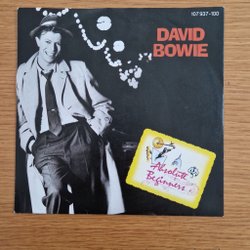 107 937-100
DAVID
BOWIE
Absolute
Beginners